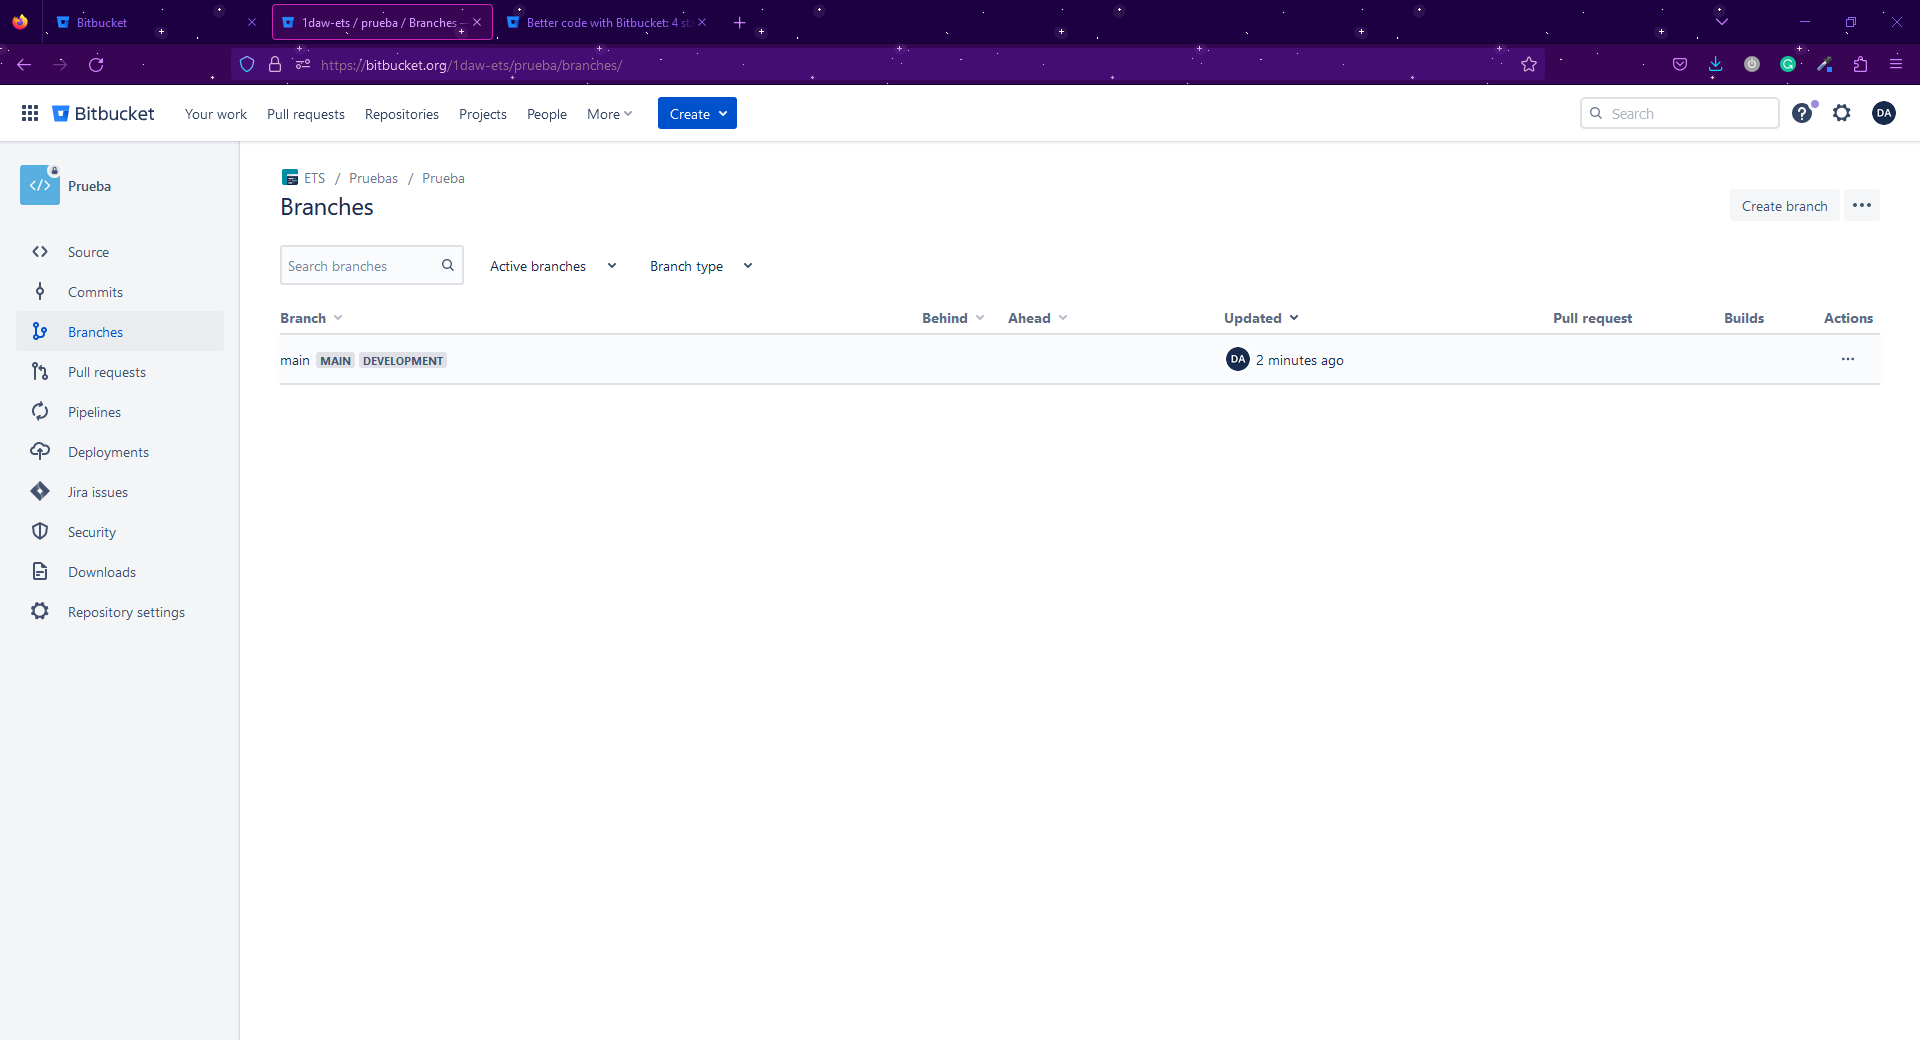 Bitbucket
1daw-ets / prueba / Branches —
Better code with Bitbucket: 4 sta
https://bitbucket.org/1daw-ets/prueba/branches/
Bitbucket Your work Pull requests Repositories Projects People More Create Search DA
Prueba
Source
Commits
Branches
Pull requests
Pipelines
Deployments
Jira issues
Security
Downloads
Repository settings
ETS / Pruebas / Prueba
Branches
Create branch
Search branches Active branches Branch type
Branch Behind Ahead Updated Pull request Builds Actions
main MAIN DEVELOPMENT DA 2 minutes ago